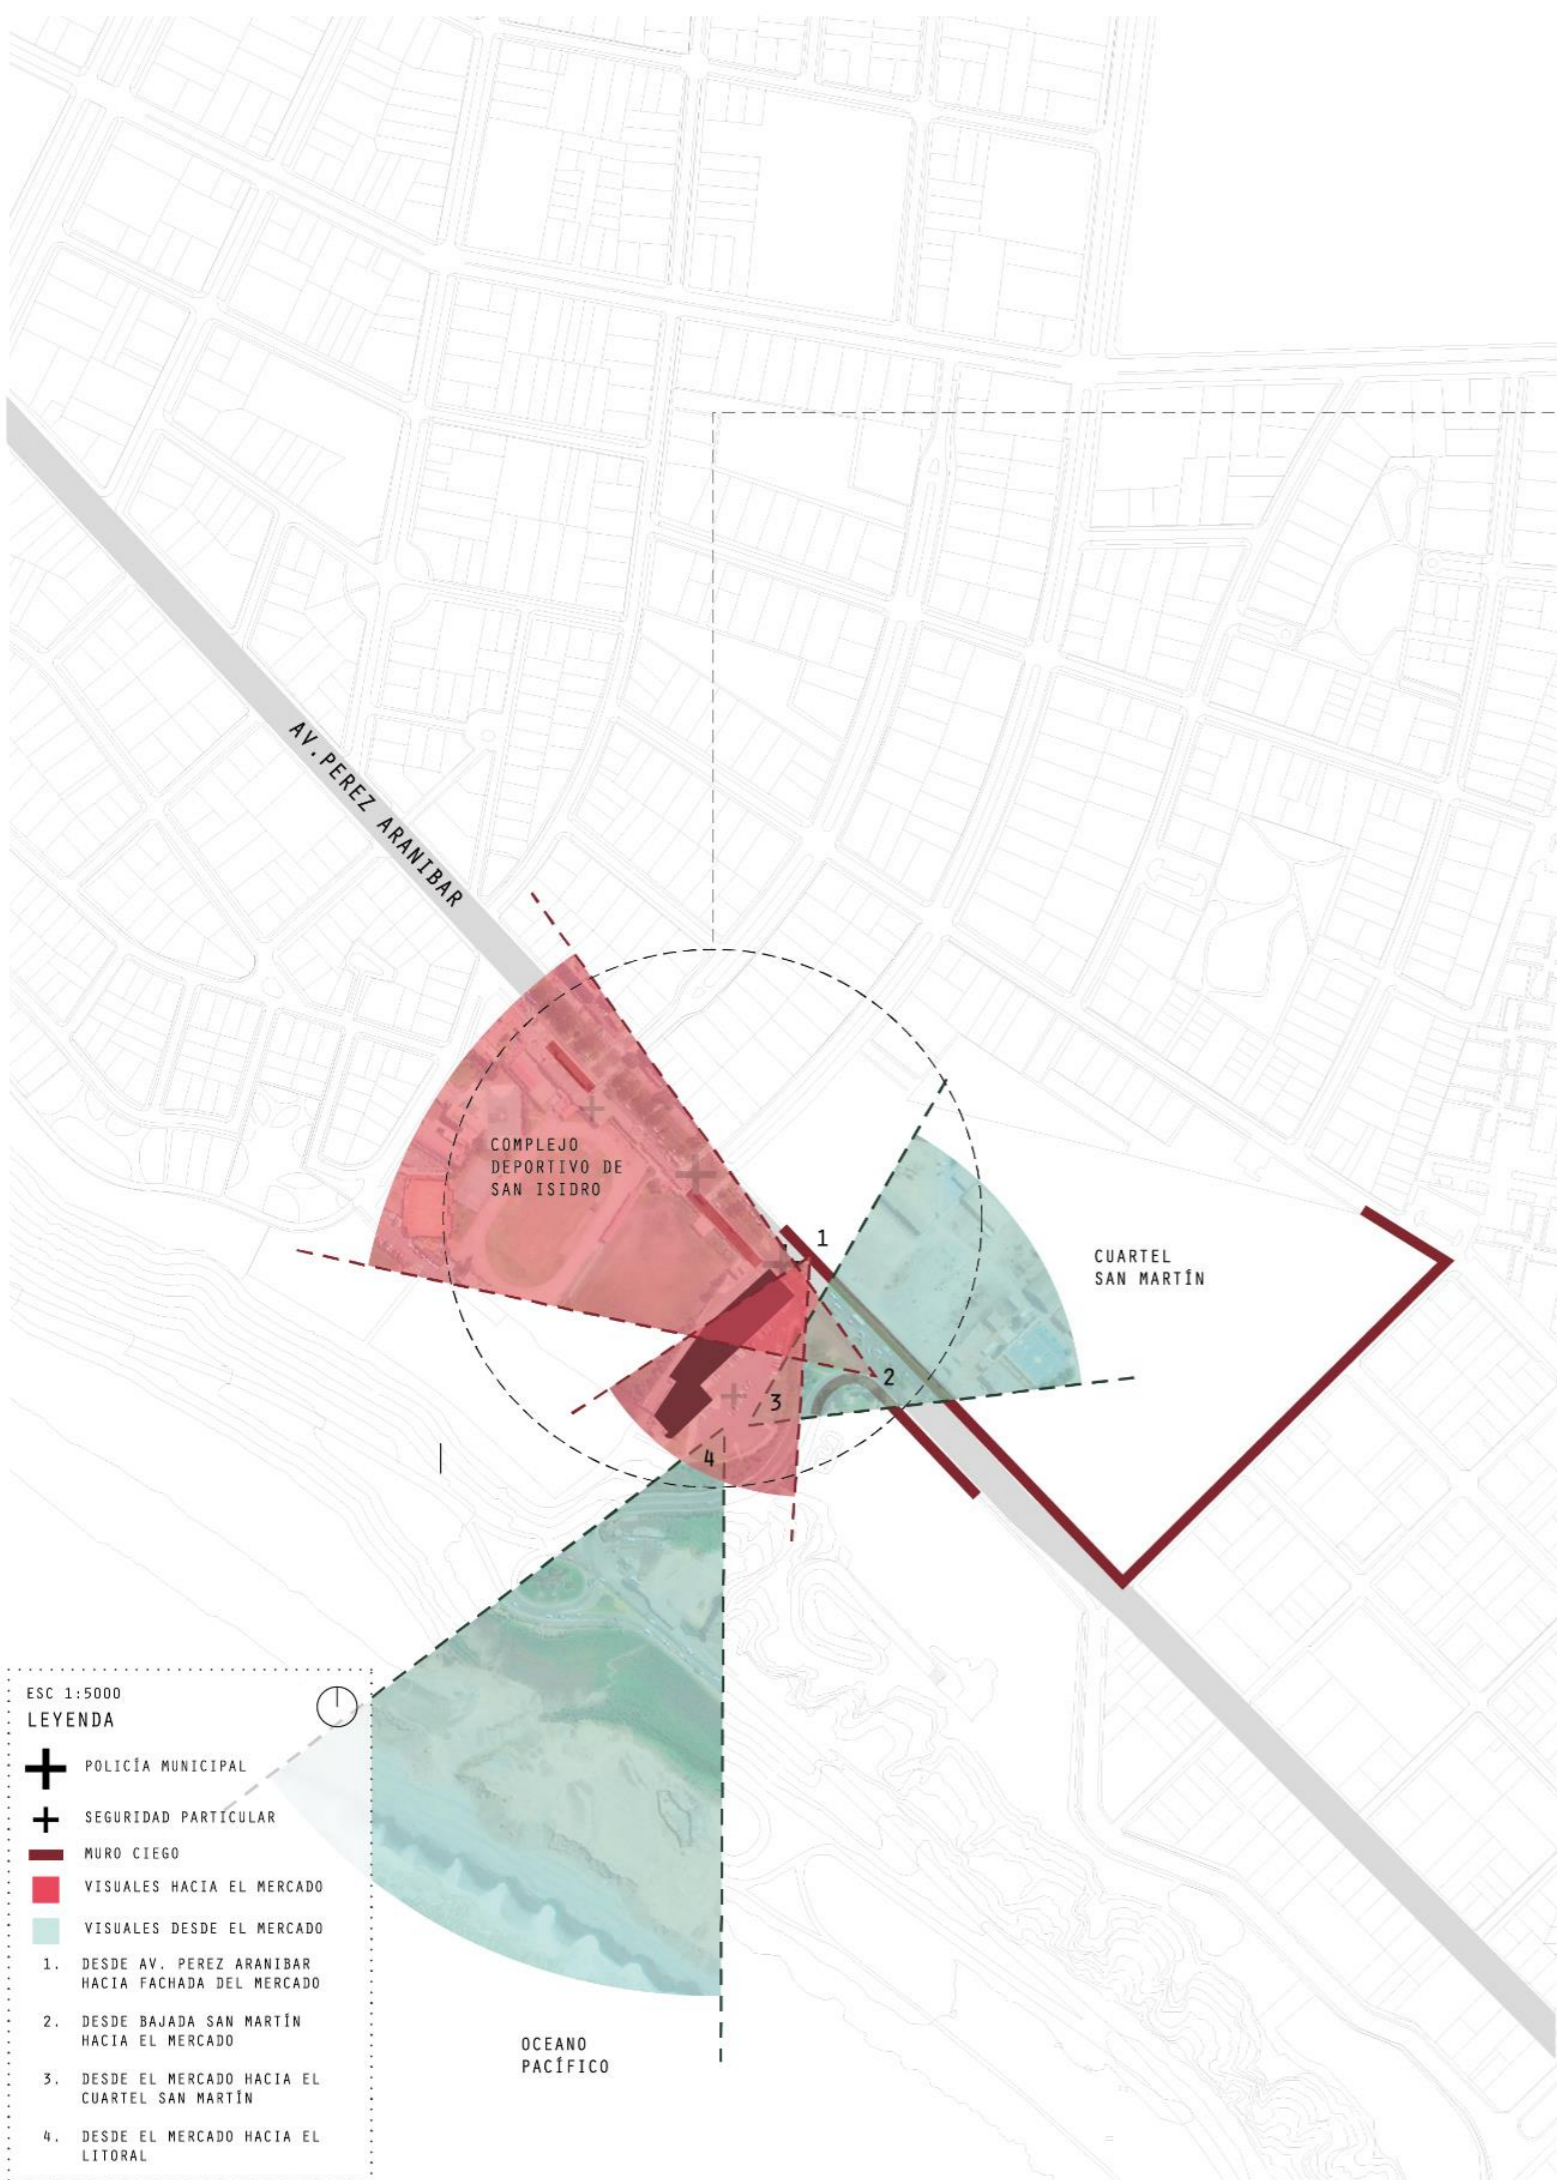 AV.PEREZ ARANIBAR
COMPLEJO
DEPORTIVO DE
SAN ISIDRO
1
CUARTEL
SAN MARTÍN
2
3
4
ESC 1:5000
LEYENDA
POLICÍA MUNICIPAL
SEGURIDAD PARTICULAR
MURO CIEGO
VISUALES HACIA EL MERCADO
VISUALES DESDE EL MERCADO
1. DESDE AV. PEREZ ARANIBAR
HACIA FACHADA DEL MERCADO
2. DESDE BAJADA SAN MARTÍN
HACIA EL MERCADO
3. DESDE EL MERCADO HACIA EL
CUARTEL SAN MARTÍN
4. DESDE EL MERCADO HACIA EL
LITORAL
OCEANO
PACÍFICO